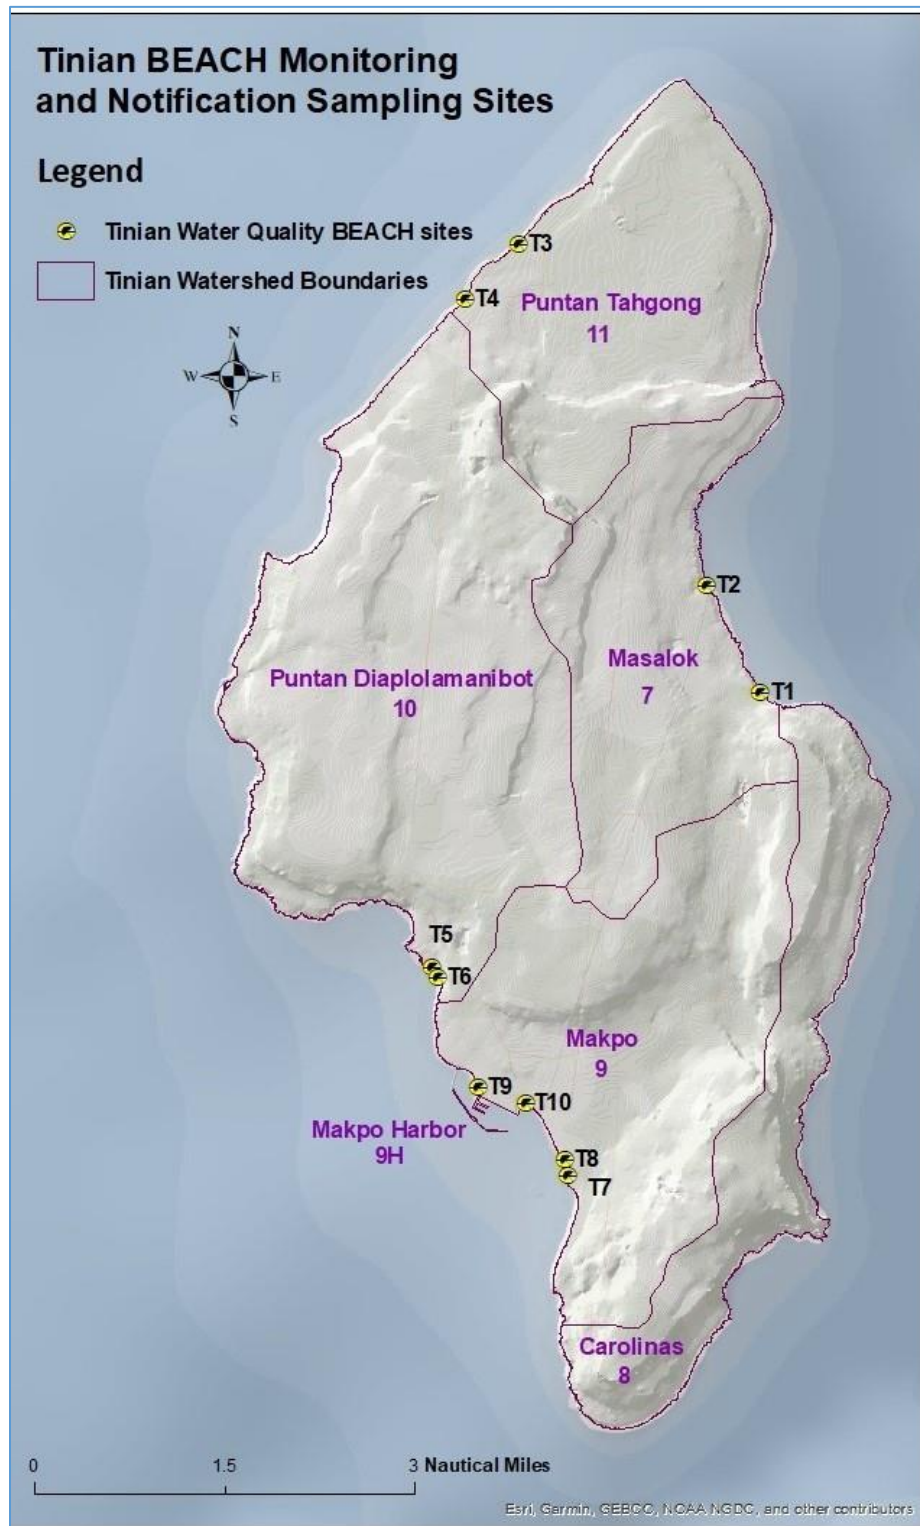 Tinian BEACH Monitoring
and Notification Sampling Sites
Legend
Tinian Water Quality BEACH sites
Tinian Watershed Boundaries
N
W
E
S
T3
T4
Puntan Tahgong
11
T2
Masalok
7
T1
Puntan Diaplolamanibot
10
T5
T6
Makpo
9
T9
T10
Makpo Harbor
9H
T8
T7
Carolinas
8
0
1.5
3 Nautical Miles
Esri, Garmin, GEBCO, NOAA NGDC, and other contributors